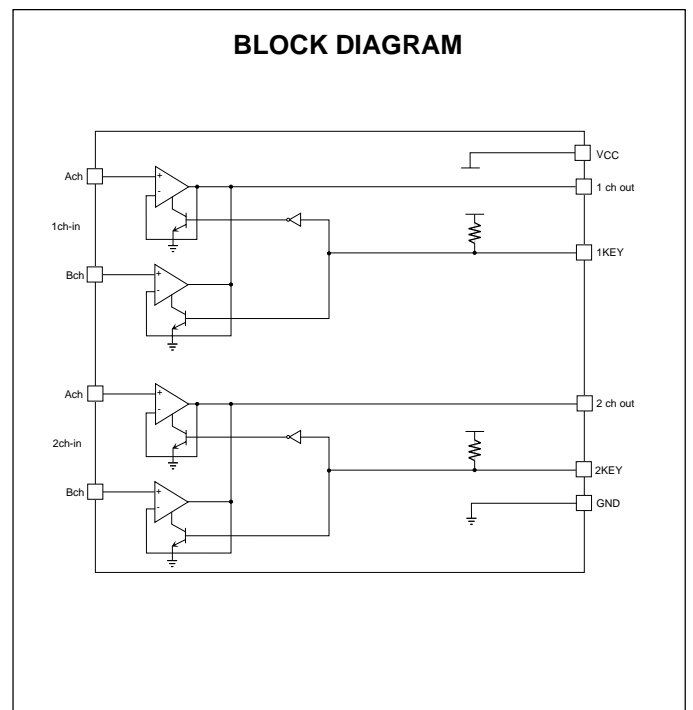 BLOCK DIAGRAM
VCC
Ach
+
-
1 ch out
1ch-in
1KEY
Bch
+
-
Ach
+
-
2 ch out
2ch-in
2KEY
Bch
+
-
GND